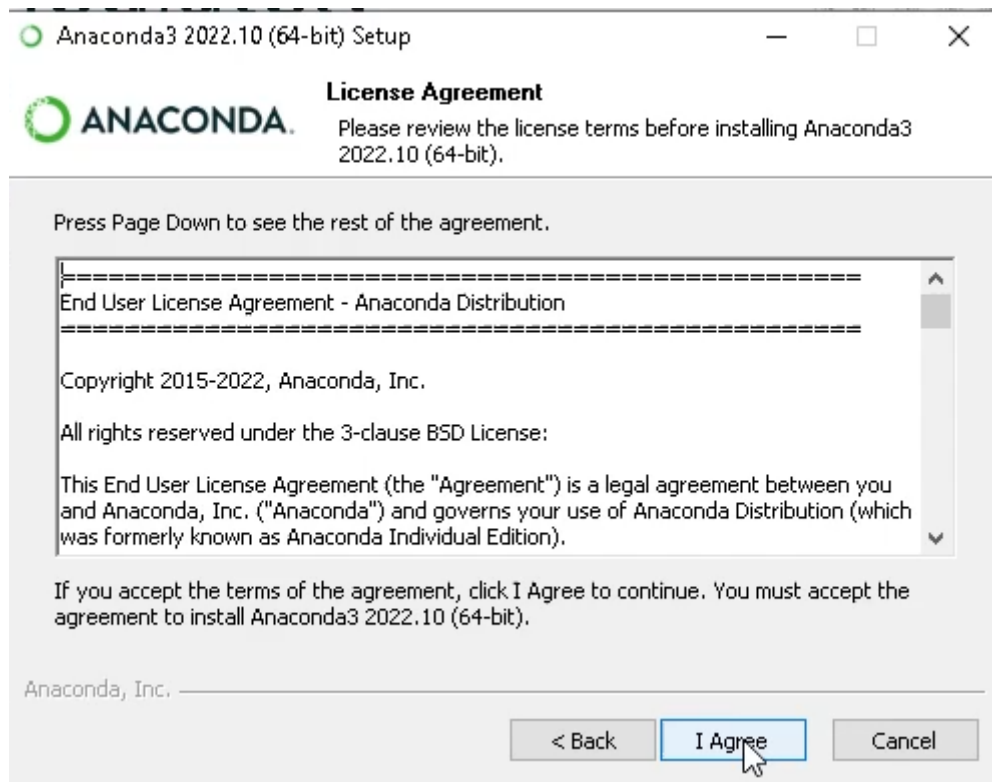 Anaconda3 2022.10 (64-bit) Setup
ANACONDA.
License Agreement
Please review the license terms before installing Anaconda3
2022.10 (64-bit).
Press Page Down to see the rest of the agreement.
====================================================
End User License Agreement - Anaconda Distribution
====================================================
Copyright 2015-2022, Anaconda, Inc.
All rights reserved under the 3-clause BSD License:
This End User License Agreement (the "Agreement") is a legal agreement between you
and Anaconda, Inc. ("Anaconda") and governs your use of Anaconda Distribution (which
was formerly known as Anaconda Individual Edition).
If you accept the terms of the agreement, click I Agree to continue. You must accept the
agreement to install Anaconda3 2022.10 (64-bit).
Anaconda, Inc.
< Back
I Agree
Cancel